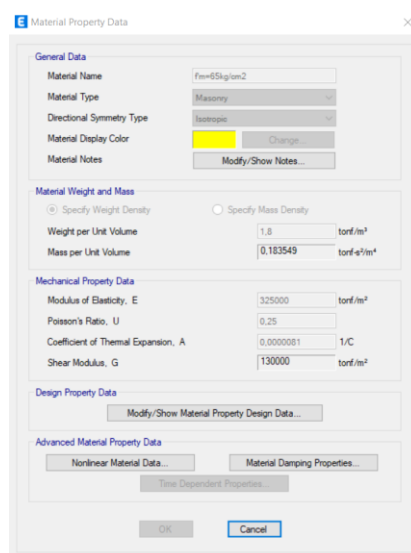 E Material Property Data
General Data
Material Name f'm=65kg/cm2
Material Type Masonry
Directional Symmetry Type Isotropic
Material Display Color Change...
Material Notes Modify/Show Notes...
Material Weight and Mass
Specify Weight Density Specify Mass Density
Weight per Unit Volume 1,8 tonf/m³
Mass per Unit Volume 0,183549 tonf-s²/m⁴
Mechanical Property Data
Modulus of Elasticity, E 325000 tonf/m²
Poisson's Ratio, U 0,25
Coefficient of Thermal Expansion, A 0,0000081 1/C
Shear Modulus, G 130000 tonf/m²
Design Property Data
Modify/Show Material Property Design Data...
Advanced Material Property Data
Nonlinear Material Data... Material Damping Properties...
Time Dependent Properties...
OK Cancel